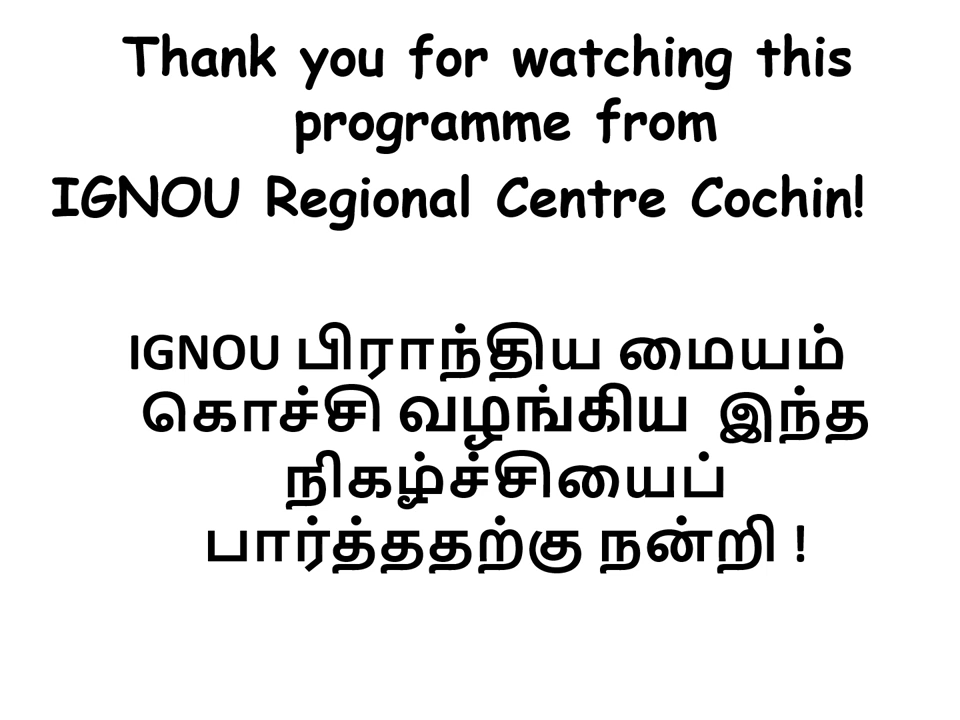 Thank you for watching this
programme from
IGNOU Regional Centre Cochin!
IGNOU பிராந்திய மையம்
கொச்சி வழங்கிய இந்த
நிகழ்ச்சியைப்
பார்த்ததற்கு நன்றி !